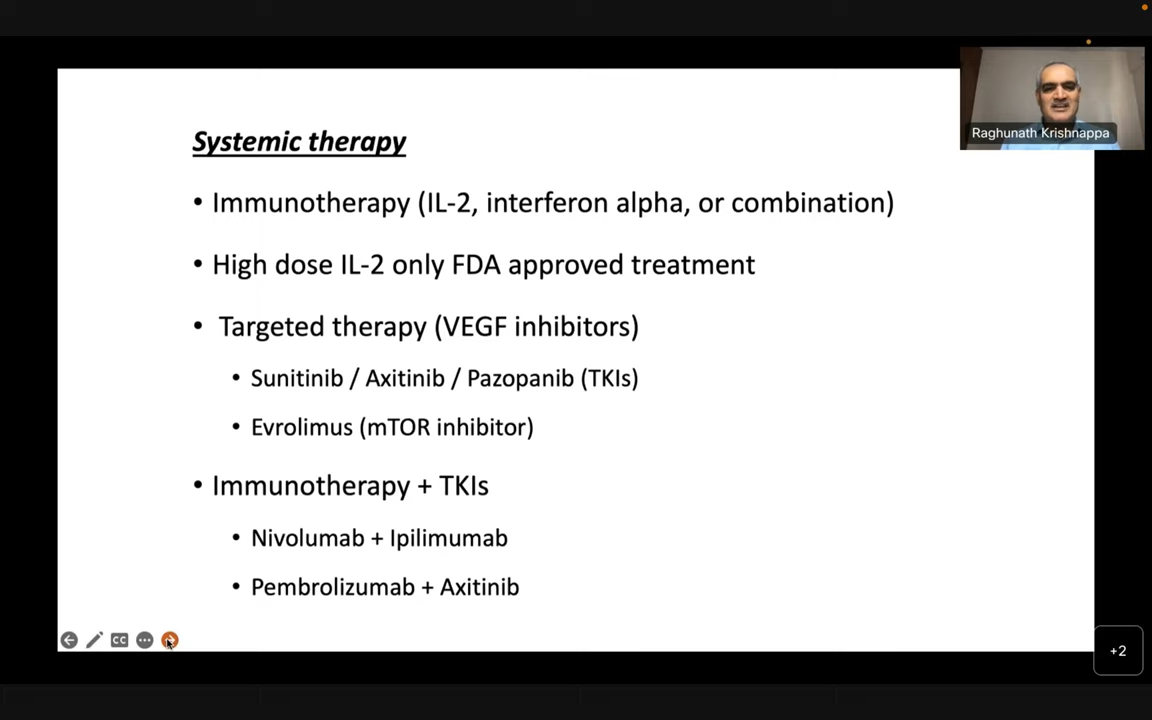 Systemic therapy
Raghunath Krishnappa
• Immunotherapy (IL-2, interferon alpha, or combination)
• High dose IL-2 only FDA approved treatment
• Targeted therapy (VEGF inhibitors)
• Sunitinib / Axitinib / Pazopanib (TKIs)
• Evrolimus (mTOR inhibitor)
• Immunotherapy + TKIs
• Nivolumab + Ipilimumab
• Pembrolizumab + Axitinib
CC
+2